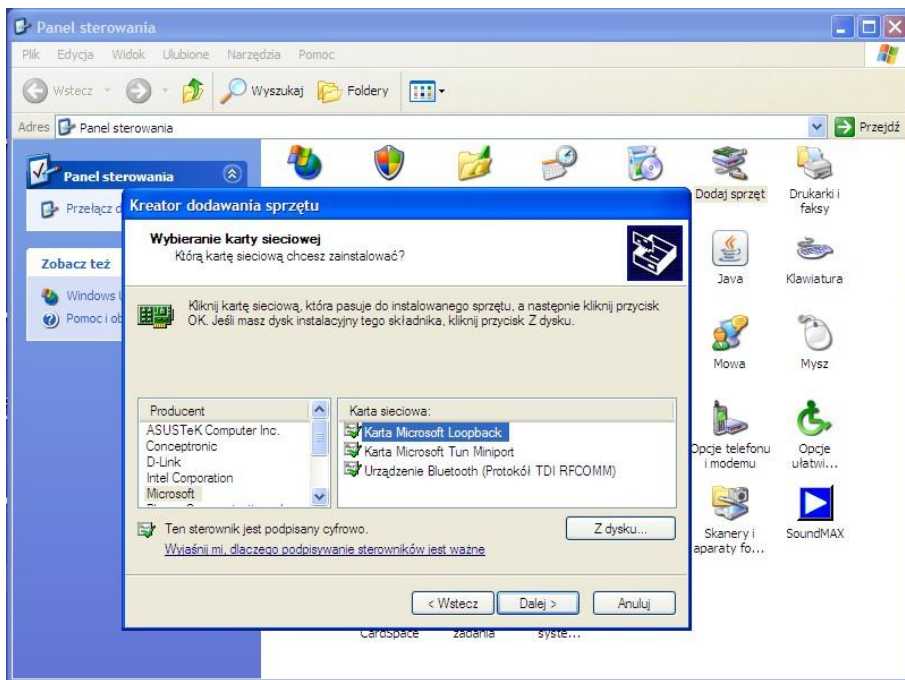 Panel sterowania
Plik Edycja Widok Ulubione Narzędzia Pomoc
Wstecz Wyszukaj Foldery
Adres Panel sterowania Przejdź
Panel sterowania
Przełącz d
Zobacz też
Windows U
Pomoc i ob
Dodaj sprzęt
Drukarki i
faksy
Java
Klawiatura
Mowa
Mysz
Opcje telefonu
i modemu
Opcje
ułatwi...
Skanery i
aparaty fo...
SoundMAX
Kreator dodawania sprzętu
Wybieranie karty sieciowej
Którą kartę sieciową chcesz zainstalować?
Kliknij kartę sieciową, która pasuje do instalowanego sprzętu, a następnie kliknij przycisk
OK. Jeśli masz dysk instalacyjny tego składnika, kliknij przycisk Z dysku.
Producent
ASUSTeK Computer Inc.
Conceptronic
D-Link
Intel Corporation
Microsoft
Karta sieciowa:
Karta Microsoft Loopback
Karta Microsoft Tun Miniport
Urządzenie Bluetooth (Protokół TDI RFCOMM)
Ten sterownik jest podpisany cyfrowo.
Wyjaśnij mi, dlaczego podpisywanie sterowników jest ważne
Z dysku...
< Wstecz Dalej > Anuluj
CardSpace zadania syste...